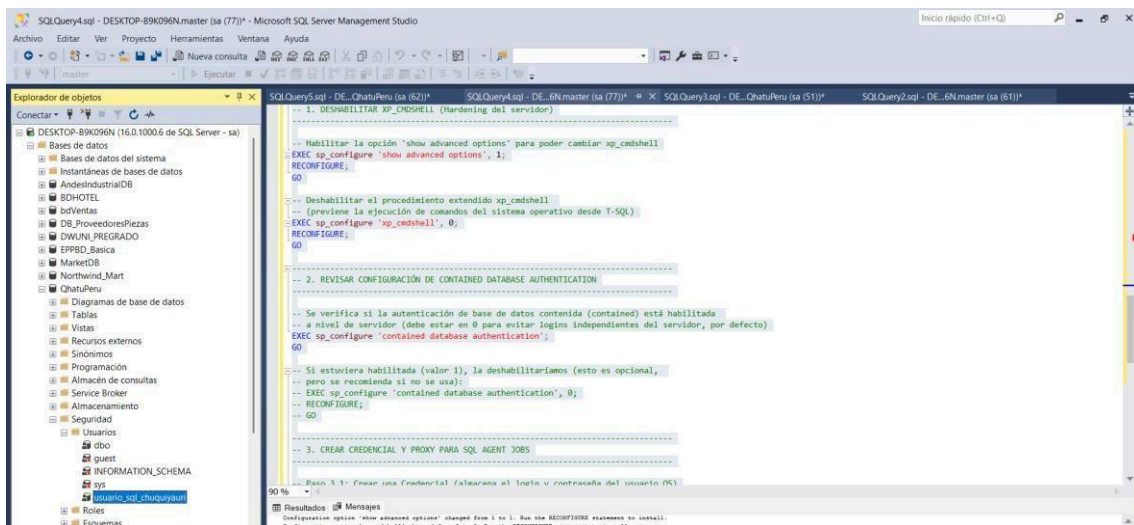 SQLQuery4.sql - DESKTOP-B9K096N.master (sa (77))* - Microsoft SQL Server Management Studio
Inicio rápido (Ctrl+Q)
Archivo Editar Ver Proyecto Herramientas Ventana Ayuda
Nueva consulta
master Ejecutar
Explorador de objetos
Conectar
DESKTOP-B9K096N (16.0.1000.6 de SQL Server - sa)
Bases de datos
Bases de datos del sistema
Instantáneas de bases de datos
AndesIndustrialDB
BDHOTEL
bdVentas
DB_ProveedoresPiezas
DWUNI_PREGRADO
EPPBD_Basica
MarketDB
Northwind_Mart
QhatuPeru
Diagramas de base de datos
Tablas
Vistas
Recursos externos
Sinónimos
Programación
Almacén de consultas
Service Broker
Almacenamiento
Seguridad
Usuarios
dbo
guest
INFORMATION_SCHEMA
sys
usuario_sql_chuquiyauri
Roles
Esquemas
SQLQuery5.sql - DE...QhatuPeru (sa (62))* SQLQuery4.sql - DE...6N.master (sa (77))* SQLQuery3.sql - DE...QhatuPeru (sa (51))* SQLQuery2.sql - DE...6N.master (sa (61))*
-- 1. DESHABILITAR XP_CMDSHELL (Hardening del servidor)
-- Habilitar la opción 'show advanced options' para poder cambiar xp_cmdshell
EXEC sp_configure 'show advanced options', 1;
RECONFIGURE;
GO
-- Deshabilitar el procedimiento extendido xp_cmdshell
-- (previene la ejecución de comandos del sistema operativo desde T-SQL)
EXEC sp_configure 'xp_cmdshell', 0;
RECONFIGURE;
GO
-- 2. REVISAR CONFIGURACIÓN DE CONTAINED DATABASE AUTHENTICATION
-- Se verifica si la autenticación de base de datos contenida (contained) está habilitada
-- a nivel de servidor (debe estar en 0 para evitar logins independientes del servidor, por defecto)
EXEC sp_configure 'contained database authentication';
GO
-- Si estuviera habilitada (valor 1), la deshabilitaríamos (esto es opcional,
-- pero se recomienda si no se usa):
-- EXEC sp_configure 'contained database authentication', 0;
-- RECONFIGURE;
-- GO
-- 3. CREAR CREDENCIAL Y PROXY PARA SQL AGENT JOBS
-- Paso 3.1: Crear una Credencial (almacena el login y contraseña del usuario OS)
90 %
Resultados Mensajes
Configuration option 'show advanced options' changed from 1 to 1. Run the RECONFIGURE statement to install.